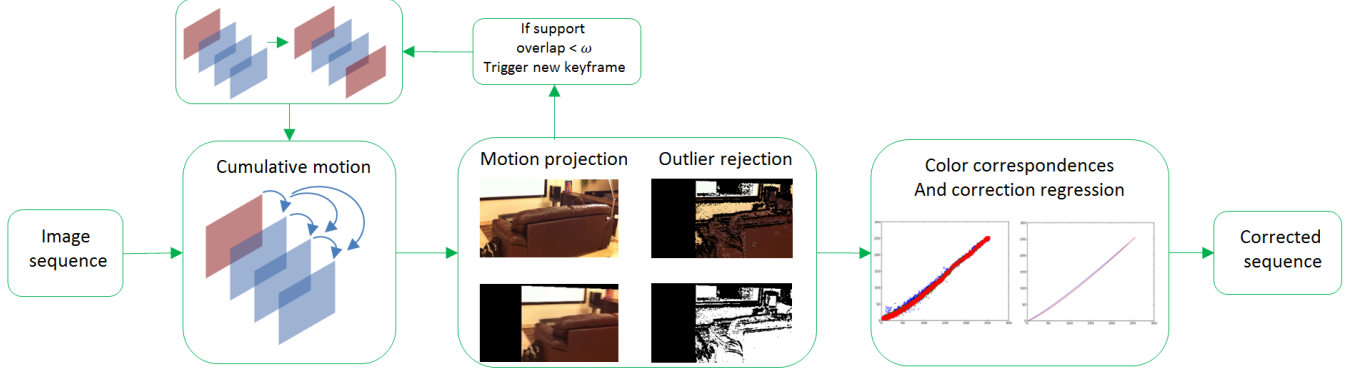 If support
overlap < ω
Trigger new keyframe
Cumulative motion
Motion projection
Outlier rejection
Color correspondences
And correction regression
Image
sequence
Corrected
sequence